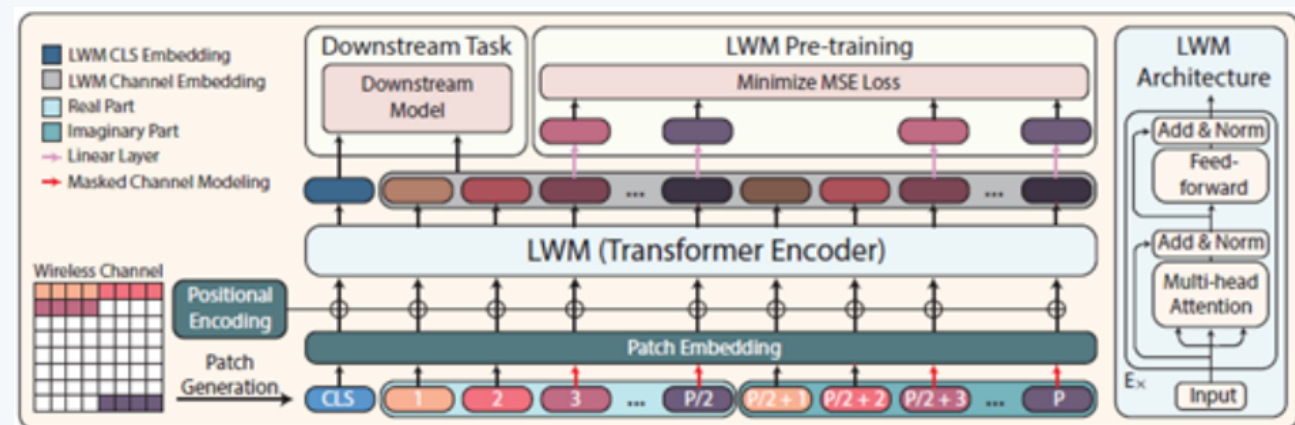 LWM CLS Embedding
LWM Channel Embedding
Real Part
Imaginary Part
Linear Layer
Masked Channel Modeling
Downstream Task
Downstream
Model
LWM Pre-training
Minimize MSE Loss
...
...
LWM (Transformer Encoder)
Wireless Channel
Positional
Encoding
Patch Embedding
Patch
Generation
CLS 1 2 3 ... P/2 P/2 + 1 P/2 + 2 P/2 + 3 ... P
LWM
Architecture
Add & Norm
Feed-
forward
Add & Norm
Multi-head
Attention
E×
Input